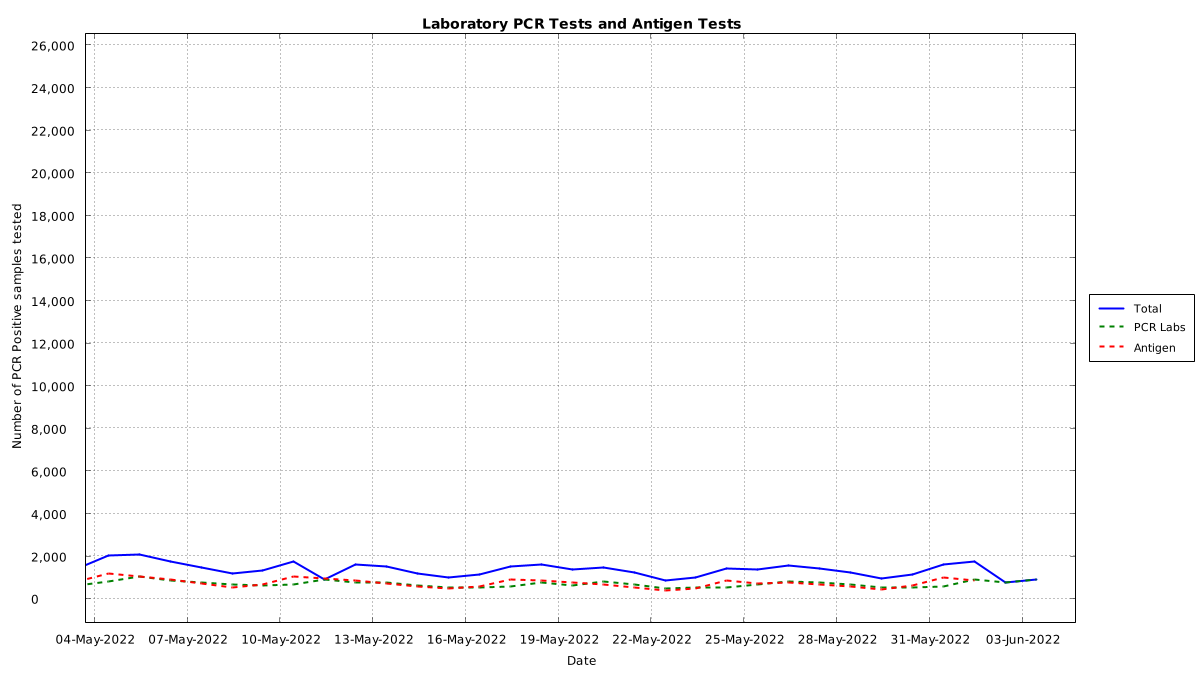 Laboratory PCR Tests and Antigen Tests
Number of PCR Positive samples tested
26,000
24,000
22,000
20,000
18,000
16,000
14,000
12,000
10,000
8,000
6,000
4,000
2,000
0
04-May-2022 07-May-2022 10-May-2022 13-May-2022 16-May-2022 19-May-2022 22-May-2022 25-May-2022 28-May-2022 31-May-2022 03-Jun-2022
Date
Total
PCR Labs
Antigen